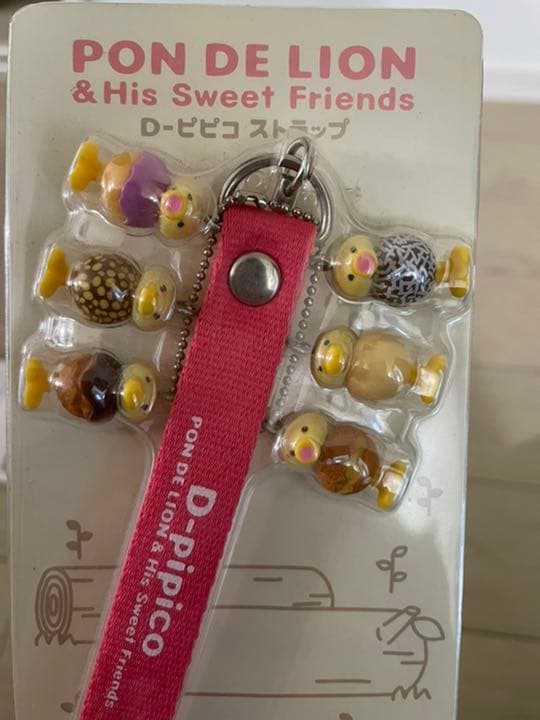 PON DE LION
& His Sweet Friends
D-ピピコ ストラップ
D-pipico
PON DE LION & His Sweet Friends